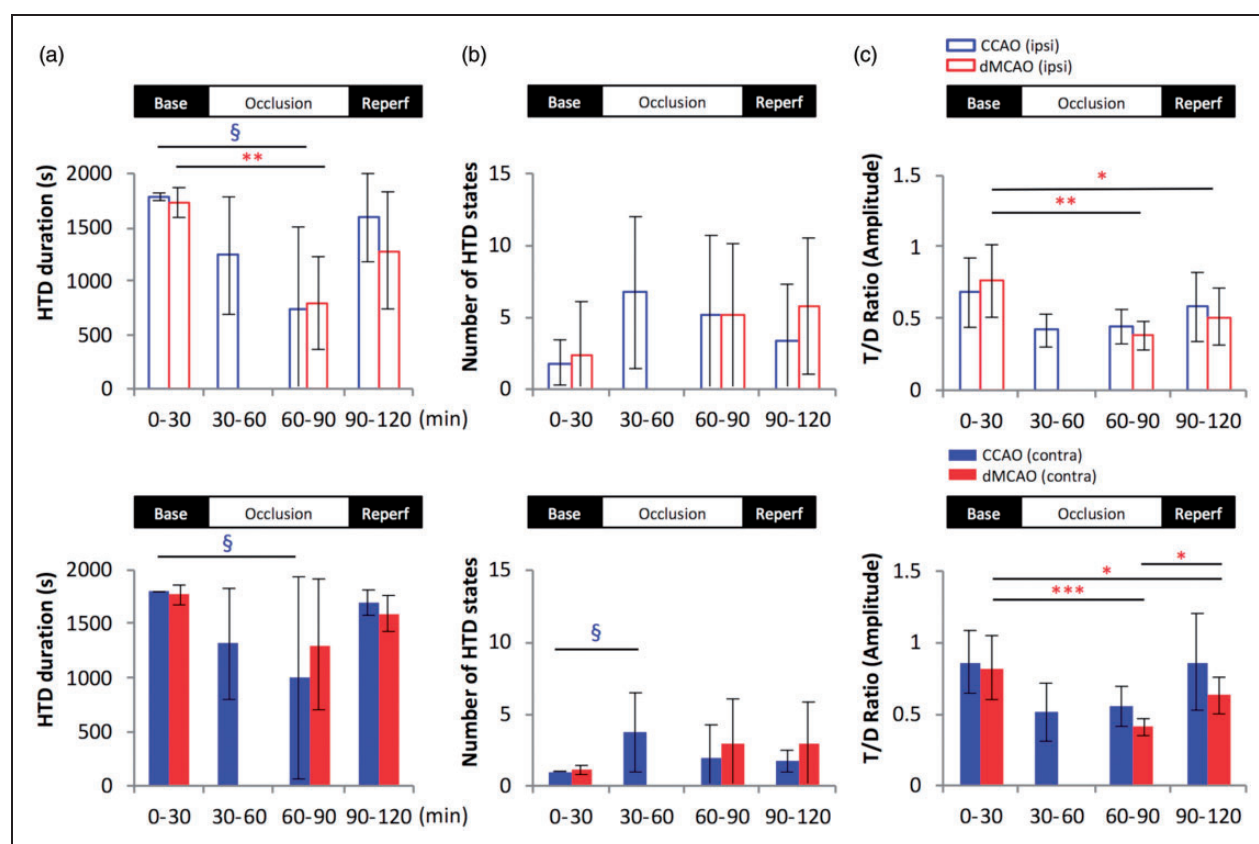 (a)
(b)
(c)
CCAO (ipsi)
dMCAO (ipsi)
Base Occlusion Reperf
§
**
HTD duration (s)
2000
1500
1000
500
0
0-30 30-60 60-90 90-120 (min)
Base Occlusion Reperf
Number of HTD states
15
10
5
0
0-30 30-60 60-90 90-120
Base Occlusion Reperf
*
**
T/D Ratio (Amplitude)
1.5
1
0.5
0
0-30 30-60 60-90 90-120
CCAO (contra)
dMCAO (contra)
Base Occlusion Reperf
§
HTD duration (s)
2000
1500
1000
500
0
0-30 30-60 60-90 90-120 (min)
Base Occlusion Reperf
§
Number of HTD states
15
10
5
0
0-30 30-60 60-90 90-120
Base Occlusion Reperf
*
*
***
T/D Ratio (Amplitude)
1.5
1
0.5
0
0-30 30-60 60-90 90-120